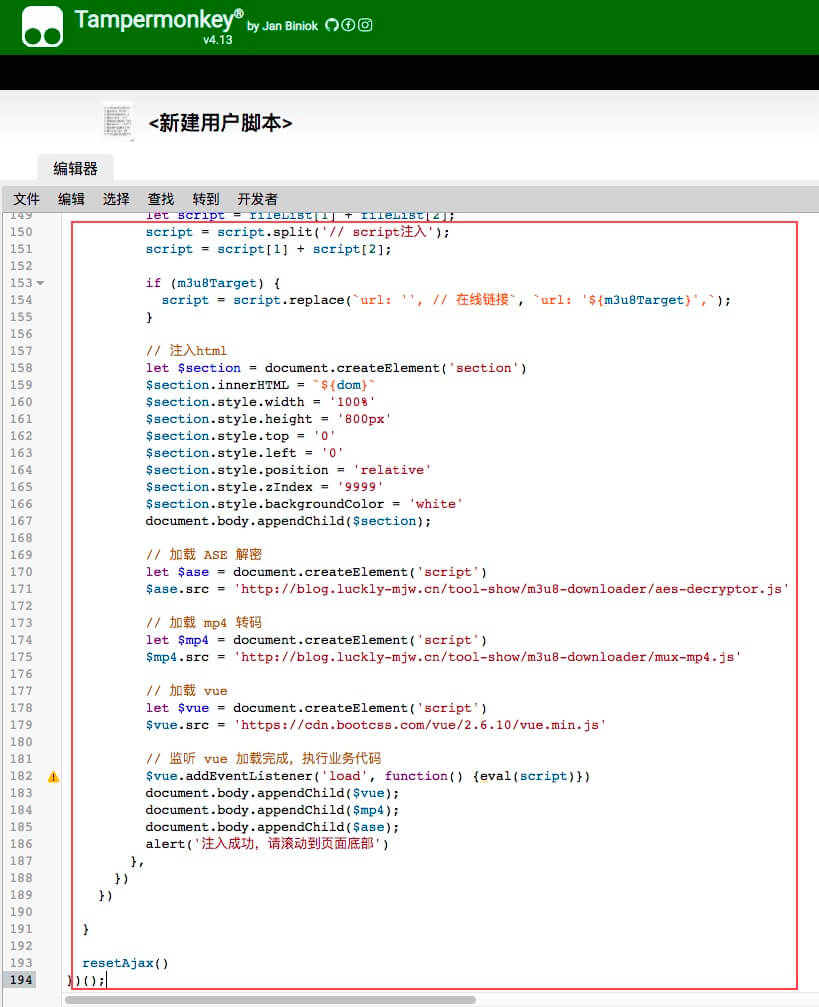 Tampermonkey® by Jan Biniok
v4.13
<新建用户脚本>
编辑器
文件 编辑 选择 查找 转到 开发者
149 let script = fileList[1] + fileList[2];
150 script = script.split('// script注入');
151 script = script[1] + script[2];
152
153 if (m3u8Target) {
154 script = script.replace(`url: '', // 在线链接`, `url: '${m3u8Target}',`);
155 }
156
157 // 注入html
158 let $section = document.createElement('section')
159 $section.innerHTML = `${dom}`
160 $section.style.width = '100%'
161 $section.style.height = '800px'
162 $section.style.top = '0'
163 $section.style.left = '0'
164 $section.style.position = 'relative'
165 $section.style.zIndex = '9999'
166 $section.style.backgroundColor = 'white'
167 document.body.appendChild($section);
168
169 // 加载 ASE 解密
170 let $ase = document.createElement('script')
171 $ase.src = 'http://blog.luckly-mjw.cn/tool-show/m3u8-downloader/aes-decryptor.js'
172
173 // 加载 mp4 转码
174 let $mp4 = document.createElement('script')
175 $mp4.src = 'http://blog.luckly-mjw.cn/tool-show/m3u8-downloader/mux-mp4.js'
176
177 // 加载 vue
178 let $vue = document.createElement('script')
179 $vue.src = 'https://cdn.bootcss.com/vue/2.6.10/vue.min.js'
180
181 // 监听 vue 加载完成，执行业务代码
182 $vue.addEventListener('load', function() {eval(script)})
183 document.body.appendChild($vue);
184 document.body.appendChild($mp4);
185 document.body.appendChild($ase);
186 alert('注入成功，请滚动到页面底部')
187 },
188 })
189 })
190
191 }
192
193 resetAjax()
194 })();